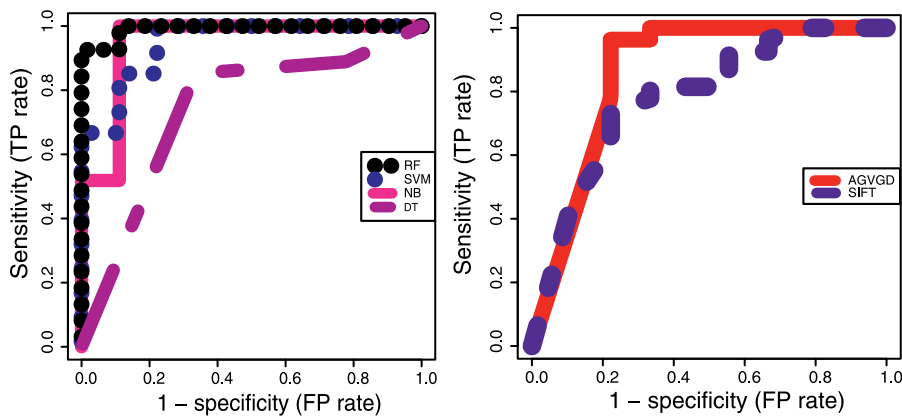 Sensitivity (TP rate)
1.0
0.8
0.6
0.4
0.2
0.0
RF
SVM
NB
DT
0.0 0.2 0.4 0.6 0.8 1.0
1 – specificity (FP rate)
Sensitivity (TP rate)
1.0
0.8
0.6
0.4
0.2
0.0
AGVGD
SIFT
0.0 0.2 0.4 0.6 0.8 1.0
1 – specificity (FP rate)